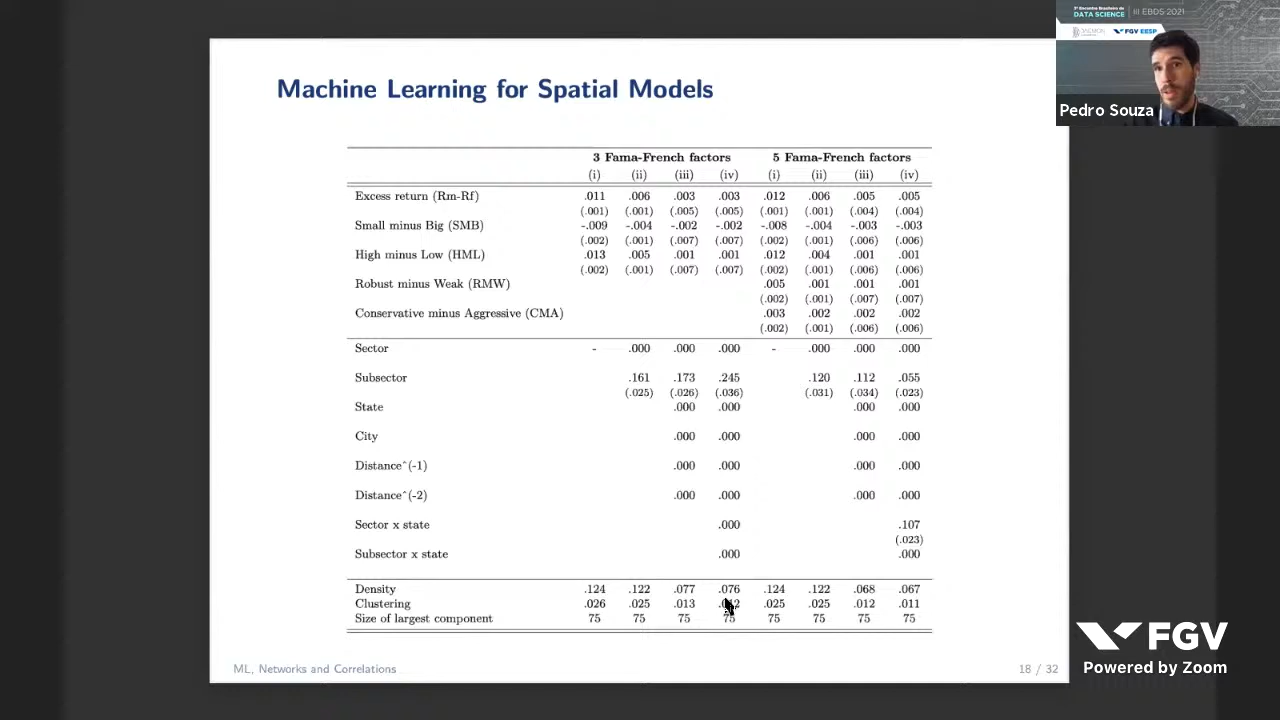 3º Encontro Brasileiro de
DATA SCIENCE III EBDS 2021
FGV EESP
Pedro Souza
Machine Learning for Spatial Models
3 Fama-French factors 5 Fama-French factors
(i) (ii) (iii) (iv) (i) (ii) (iii) (iv)
Excess return (Rm-Rf) .011 .006 .003 .003 .012 .006 .005 .005
(.001) (.001) (.005) (.005) (.001) (.001) (.004) (.004)
Small minus Big (SMB) -.009 -.004 -.002 -.002 -.008 -.004 -.003 -.003
(.002) (.001) (.007) (.007) (.002) (.001) (.006) (.006)
High minus Low (HML) .013 .005 .001 .001 .012 .004 .001 .001
(.002) (.001) (.007) (.007) (.002) (.001) (.006) (.006)
Robust minus Weak (RMW) .005 .001 .001 .001
(.002) (.001) (.007) (.007)
Conservative minus Aggressive (CMA) .003 .002 .002 .002
(.002) (.001) (.006) (.006)
Sector - .000 .000 .000 - .000 .000 .000
Subsector .161 .173 .245 .120 .112 .055
(.025) (.026) (.036) (.031) (.034) (.023)
State .000 .000 .000 .000
City .000 .000 .000 .000
Distance^(-1) .000 .000 .000 .000
Distance^(-2) .000 .000 .000 .000
Sector x state .000 .107
(.023)
Subsector x state .000 .000
Density .124 .122 .077 .076 .124 .122 .068 .067
Clustering .026 .025 .013 .025 .025 .012 .011
Size of largest component 75 75 75 75 75 75 75 75
ML, Networks and Correlations 18 / 32
FGV
Powered by Zoom